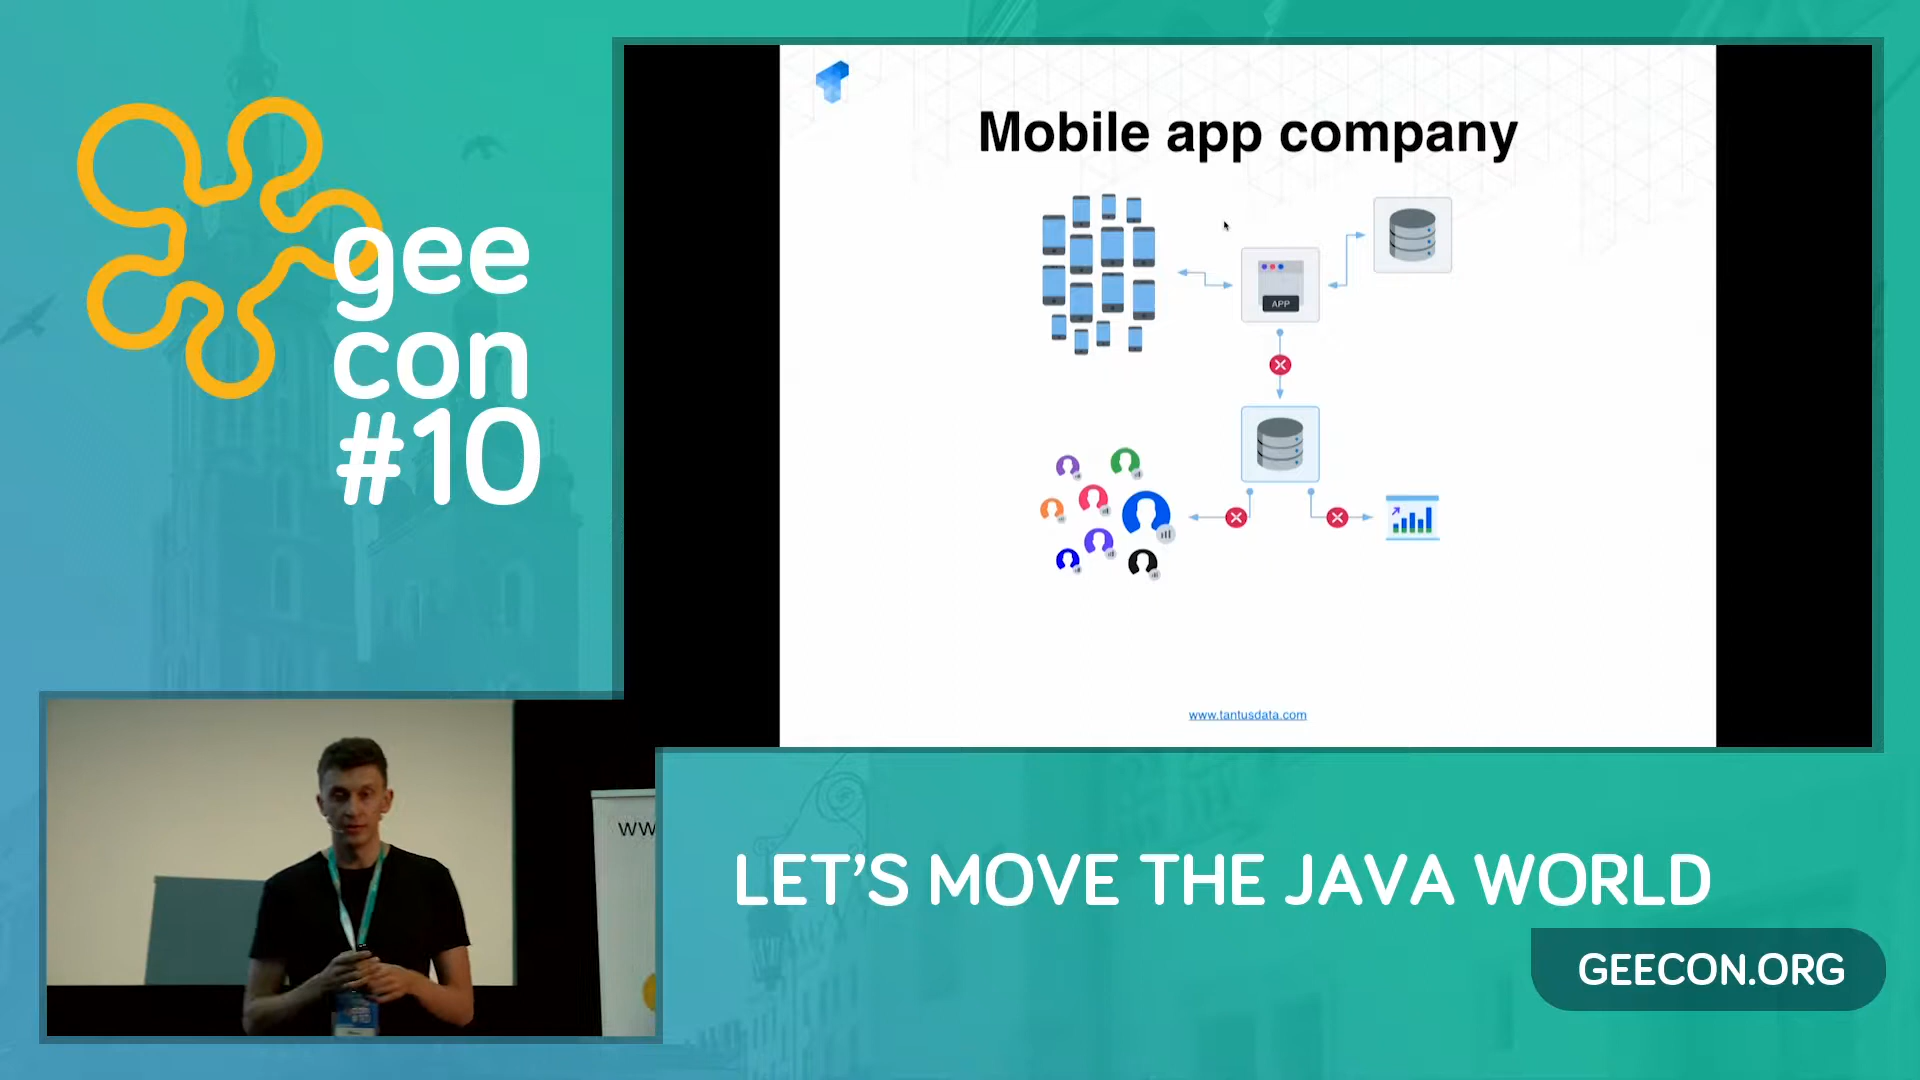 gee
con
#10
Mobile app company
APP
www.tantusdata.com
WW
LET'S MOVE THE JAVA WORLD
GEECON.ORG